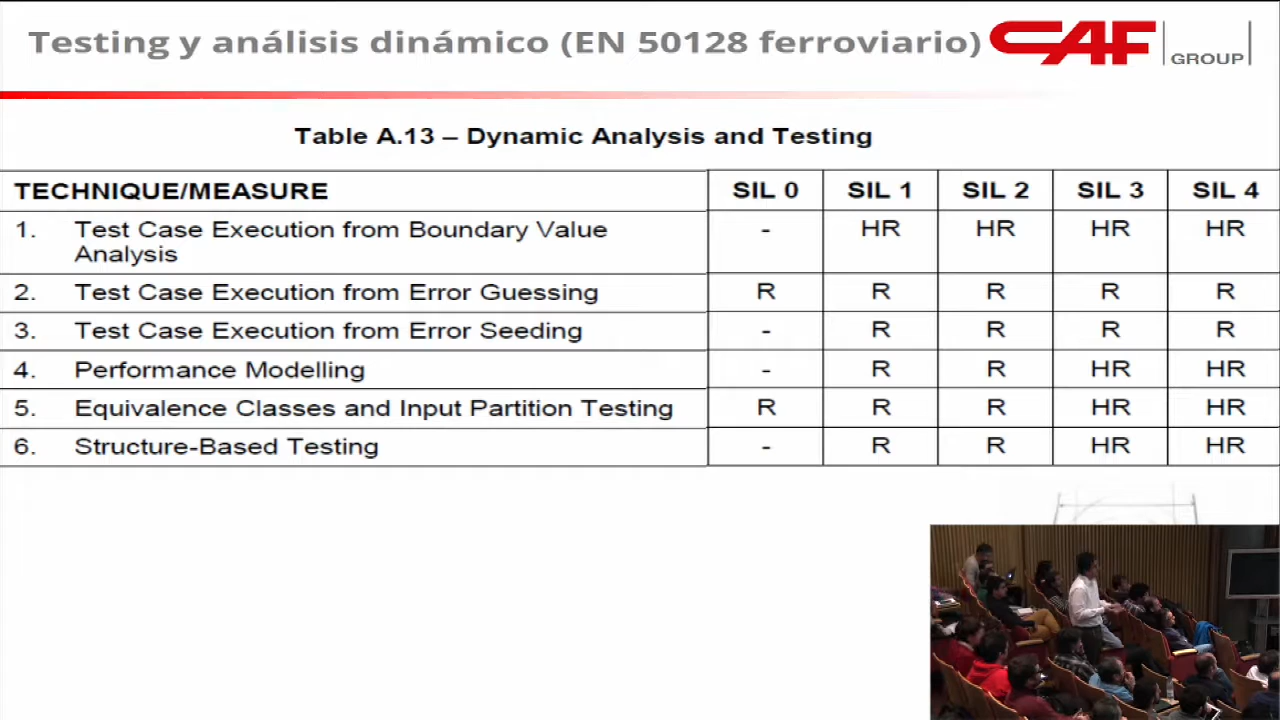 Testing y análisis dinámico (EN 50128 ferroviario)
CAF
GROUP
Table A.13 – Dynamic Analysis and Testing
TECHNIQUE/MEASURE SIL 0 SIL 1 SIL 2 SIL 3 SIL 4
1. Test Case Execution from Boundary Value - HR HR HR HR
Analysis
2. Test Case Execution from Error Guessing R R R R R
3. Test Case Execution from Error Seeding - R R R R
4. Performance Modelling - R R HR HR
5. Equivalence Classes and Input Partition Testing R R R HR HR
6. Structure-Based Testing - R R HR HR